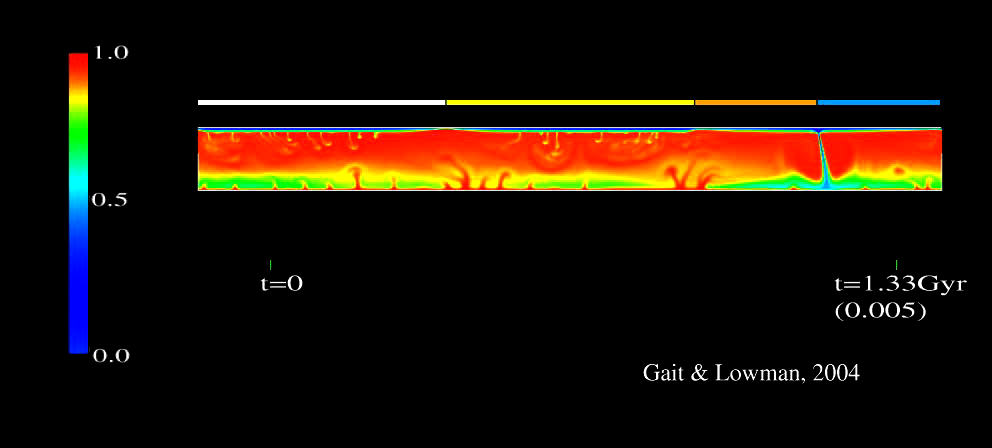 1.0
0.5
0.0
t=0
t=1.33Gyr
(0.005)
Gait & Lowman, 2004